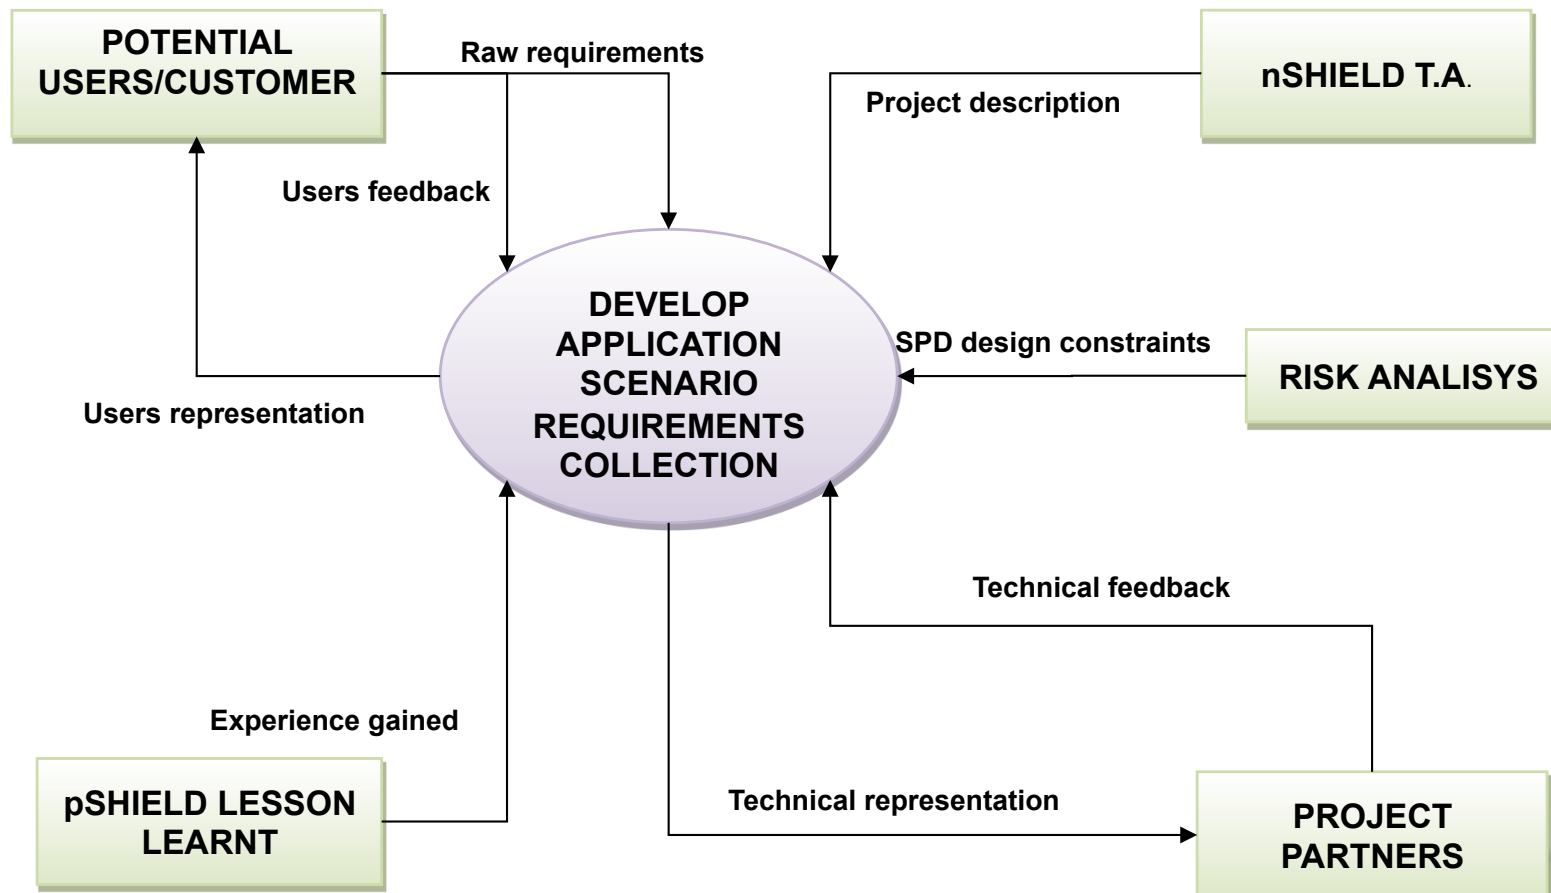 POTENTIAL
USERS/CUSTOMER
Raw requirements
nSHIELD T.A.
Project description
Users feedback
DEVELOP
APPLICATION
SCENARIO
REQUIREMENTS
COLLECTION
SPD design constraints
RISK ANALISYS
Users representation
Technical feedback
Experience gained
pSHIELD LESSON
LEARNT
Technical representation
PROJECT
PARTNERS